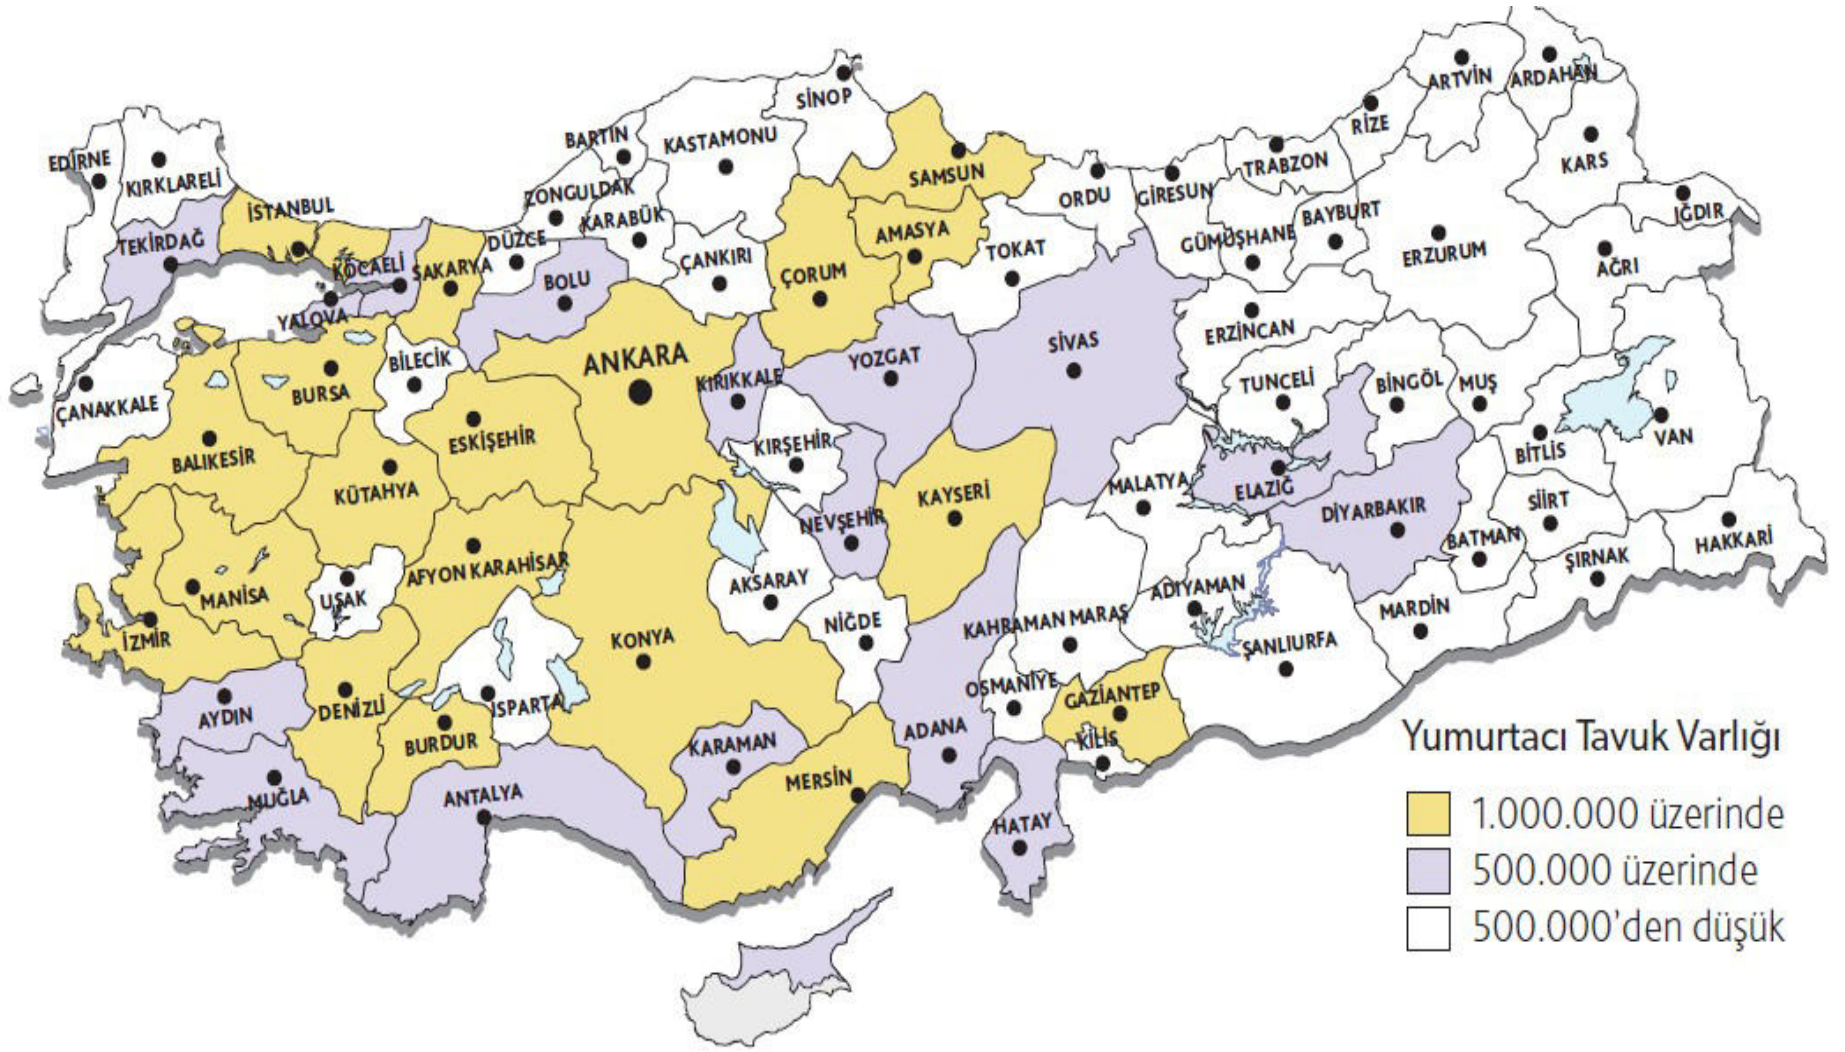 SİNOP
ARTVİN
ARDAHAN
BARTIN
KASTAMONU
RİZE
EDİRNE
KIRKLARELİ
SAMSUN
TRABZON
KARS
ZONGULDAK
ORDU
GİRESUN
İSTANBUL
KARABÜK
AMASYA
BAYBURT
IĞDIR
TEKİRDAĞ
KOCAELİ
SAKARYA
DÜZCE
BOLU
ÇANKIRI
ÇORUM
TOKAT
GÜMÜŞHANE
ERZURUM
AĞRI
YALOVA
ERZİNCAN
BİLECİK
ANKARA
YOZGAT
SİVAS
ÇANAKKALE
BURSA
KIRIKKALE
TUNCELİ
BİNGÖL
MUŞ
ESKİŞEHİR
KIRŞEHİR
VAN
BALIKESİR
BİTLİS
KÜTAHYA
KAYSERİ
MALATYA
ELAZIĞ
SİİRT
NEVŞEHİR
DİYARBAKIR
BATMAN
HAKKARİ
AFYON KARAHİSAR
AKSARAY
ŞIRNAK
MANİSA
UŞAK
ADIYAMAN
MARDİN
İZMİR
KONYA
NİĞDE
KAHRAMAN MARAŞ
ŞANLIURFA
OSMANİYE
GAZİANTEP
AYDIN
DENİZLİ
ISPARTA
BURDUR
KARAMAN
ADANA
KİLİS
MUĞLA
ANTALYA
MERSİN
HATAY
Yumurtacı Tavuk Varlığı
1.000.000 üzerinde
500.000 üzerinde
500.000'den düşük